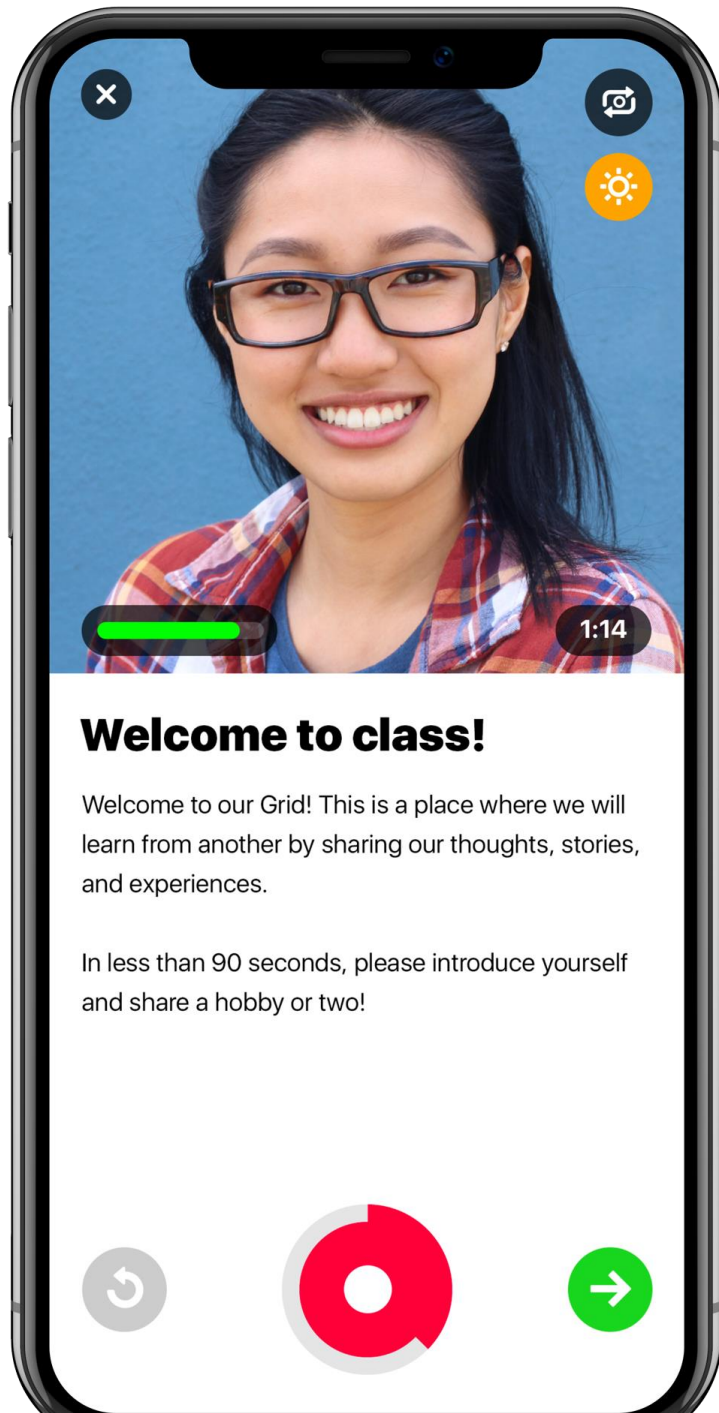 1:14
Welcome to class!
Welcome to our Grid! This is a place where we will
learn from another by sharing our thoughts, stories,
and experiences.
In less than 90 seconds, please introduce yourself
and share a hobby or two!